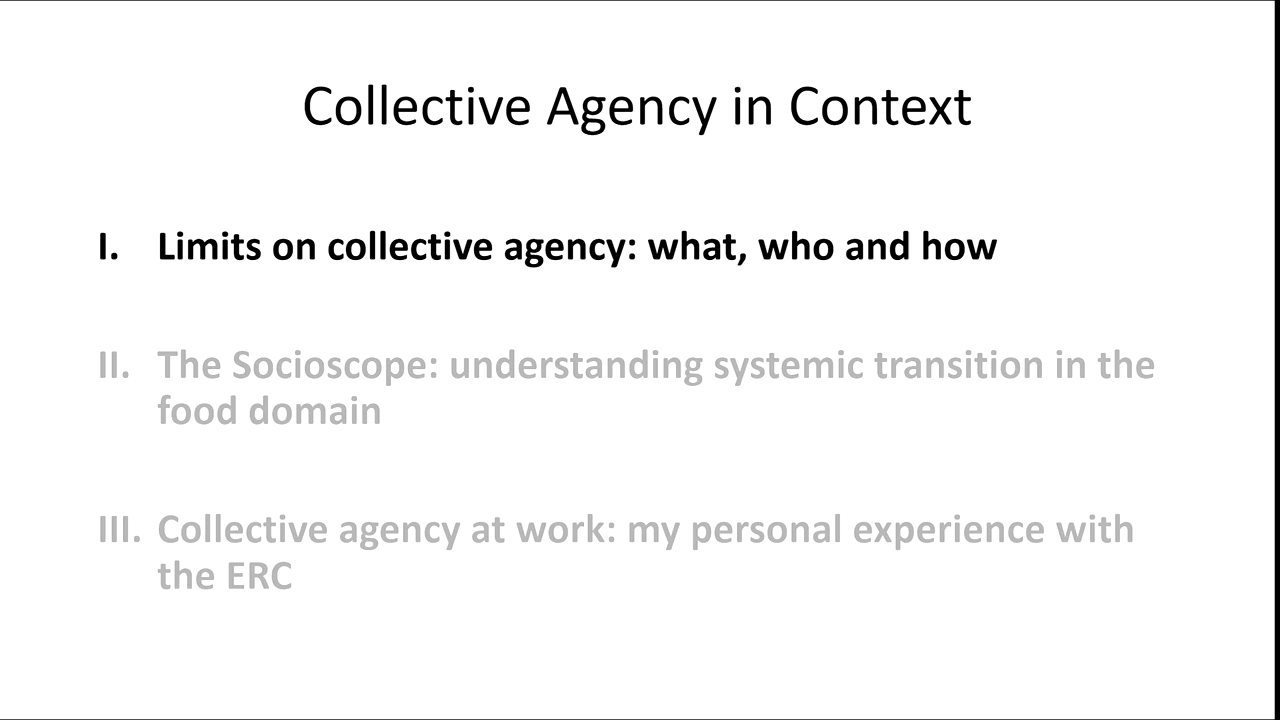 Collective Agency in Context
I. Limits on collective agency: what, who and how
II. The Socioscope: understanding systemic transition in the
food domain
III. Collective agency at work: my personal experience with
the ERC